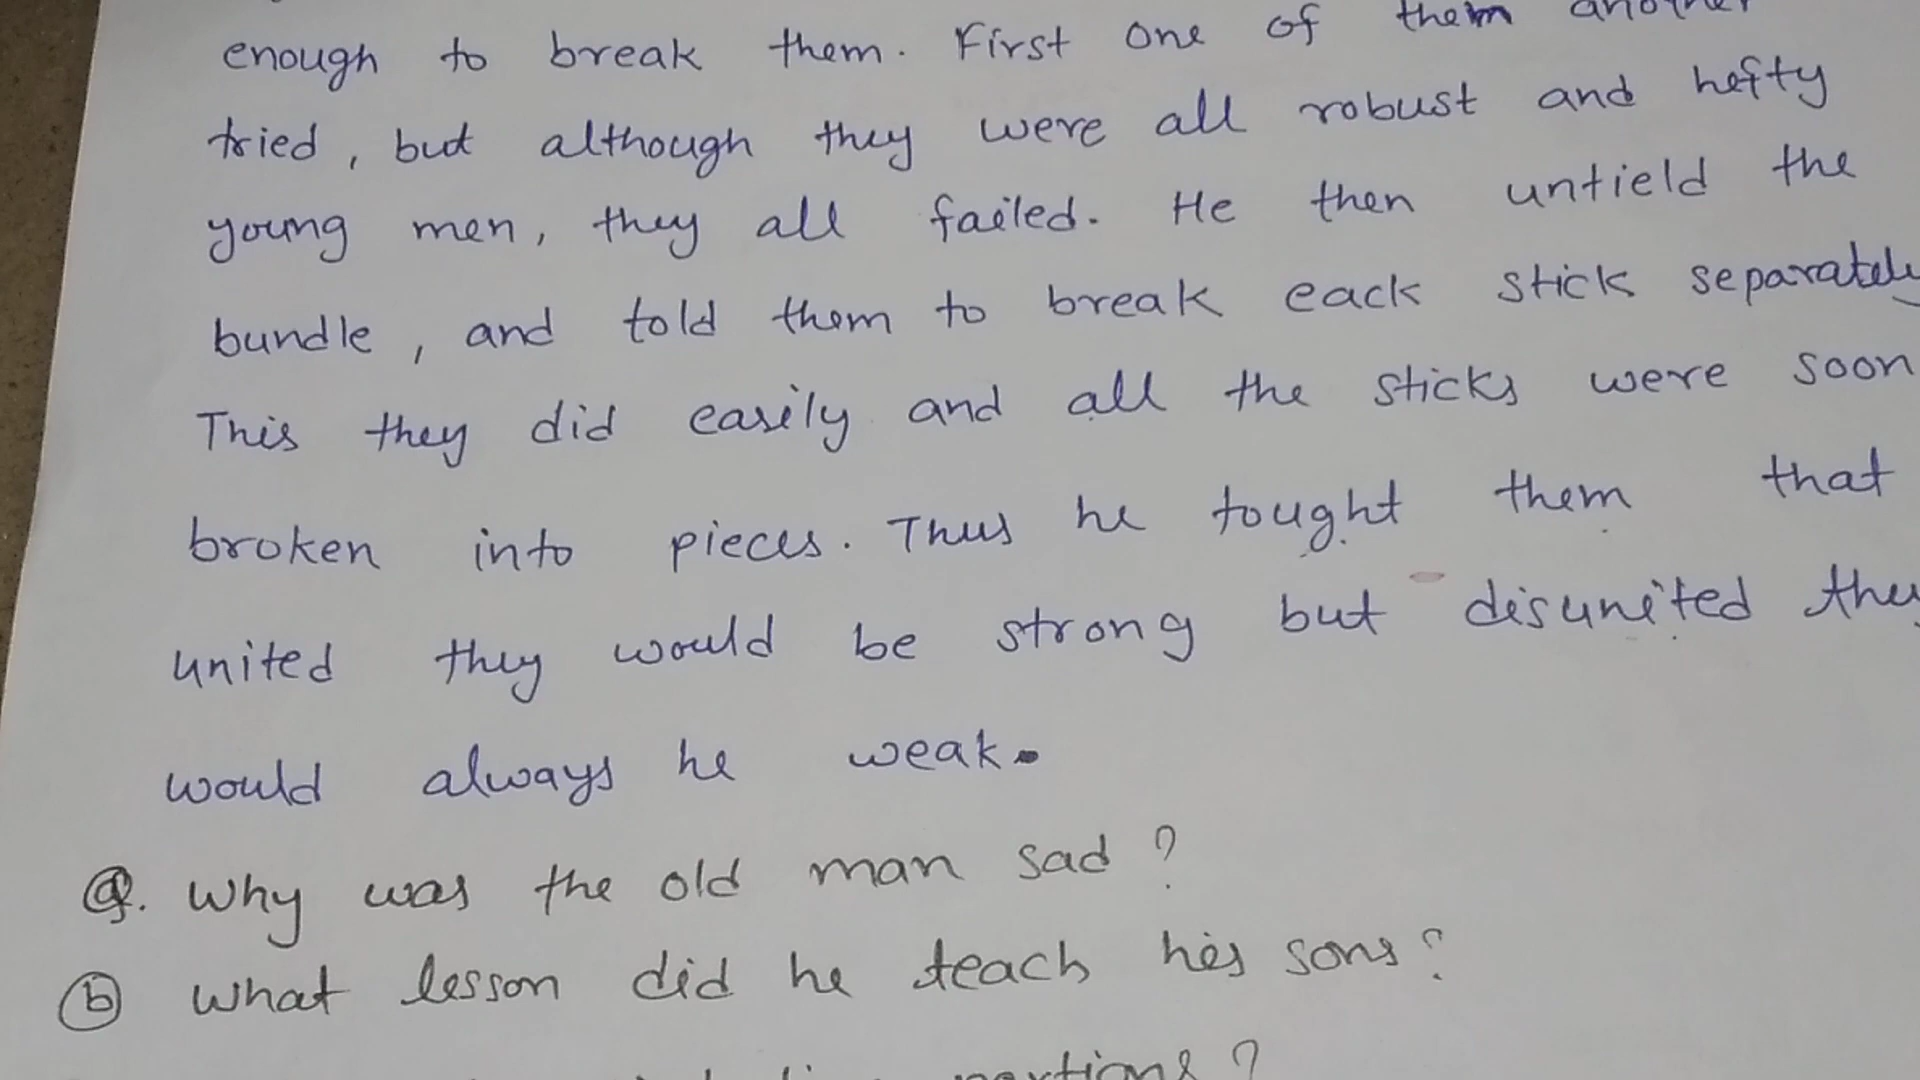 enough to break them. First one of them another
tried, but although they were all robust and hefty
young men, they all failed. He then untield the
bundle, and told them to break eack stick separately
This they did easily and all the sticks were soon
broken into pieces. Thus he tought them that
united they would be strong but disunited they
would always he weak.
a. Why was the old man sad?
b What lesson did he teach his sons?